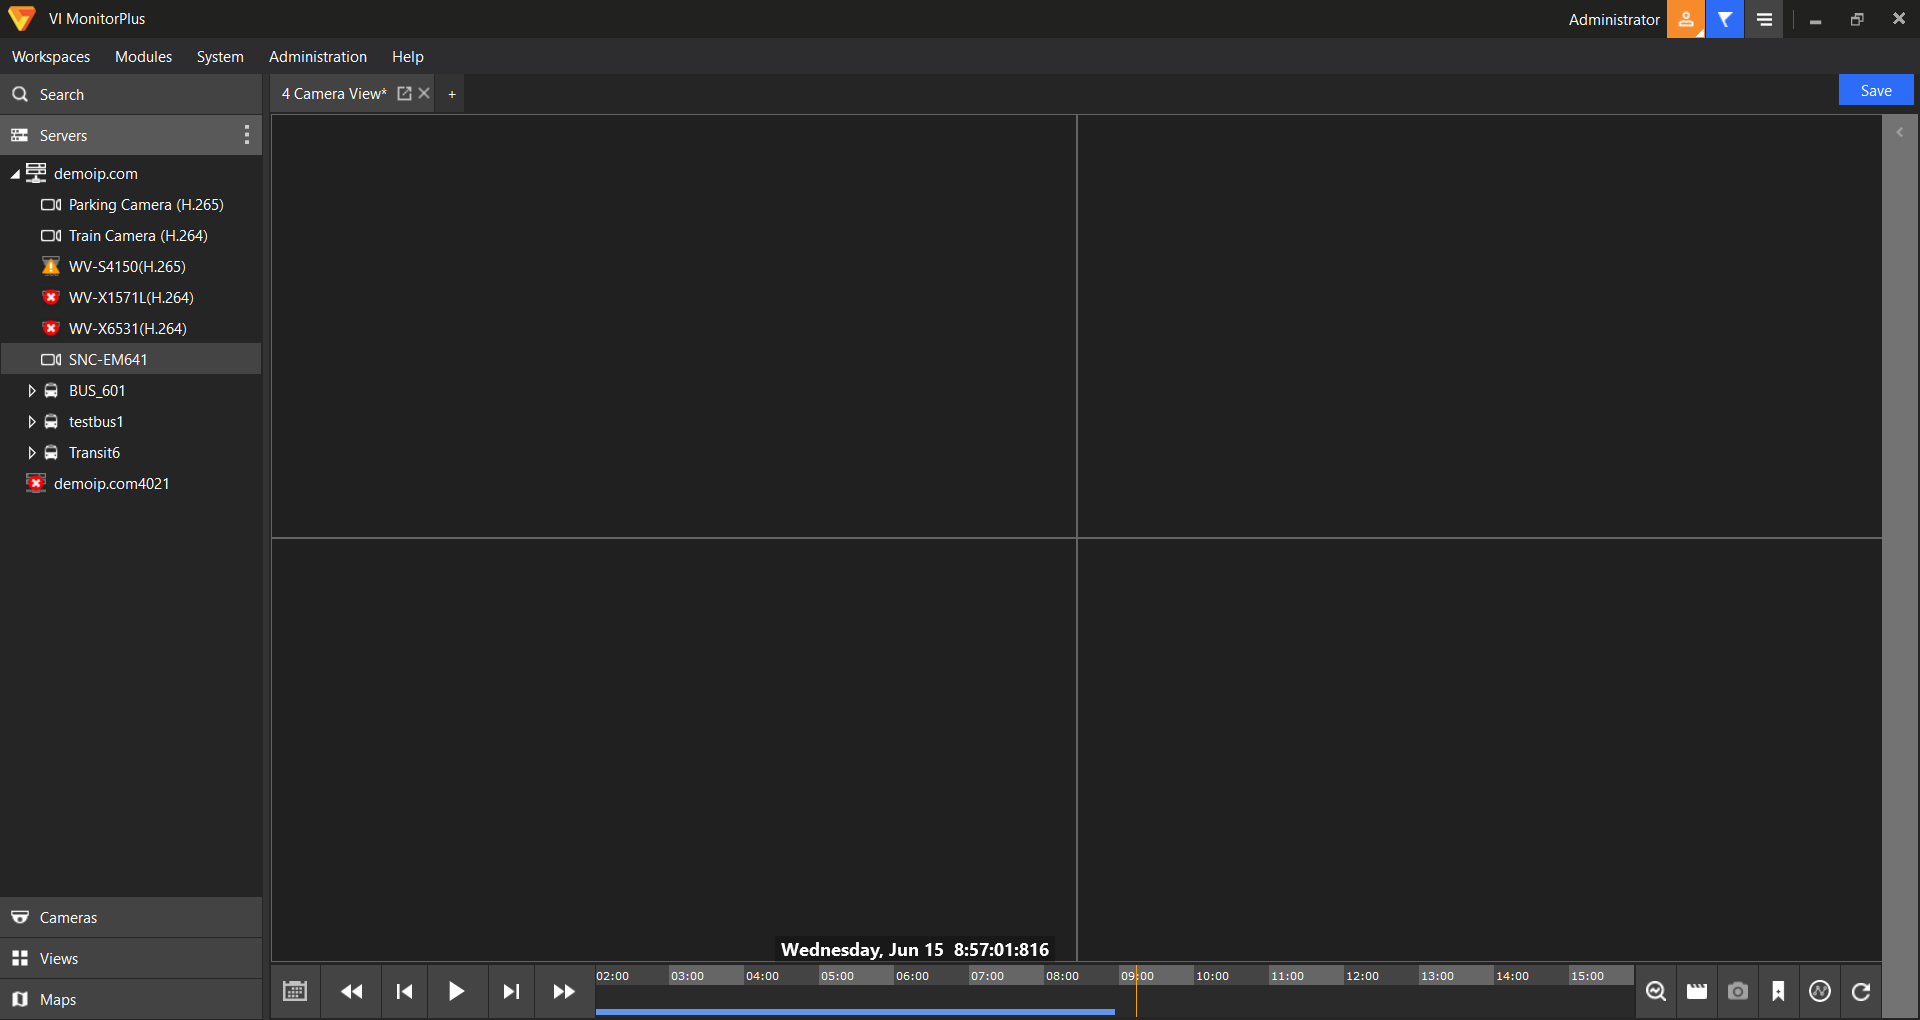 VI MonitorPlus
Administrator
Workspaces Modules System Administration Help
Search
4 Camera View* +
Save
Servers
demoip.com
Parking Camera (H.265)
Train Camera (H.264)
WV-S4150(H.265)
WV-X1571L(H.264)
WV-X6531(H.264)
SNC-EM641
BUS_601
testbus1
Transit6
demoip.com4021
Cameras
Views
Maps
Wednesday, Jun 15 8:57:01:816
02:00 03:00 04:00 05:00 06:00 07:00 08:00 09:00 10:00 11:00 12:00 13:00 14:00 15:00